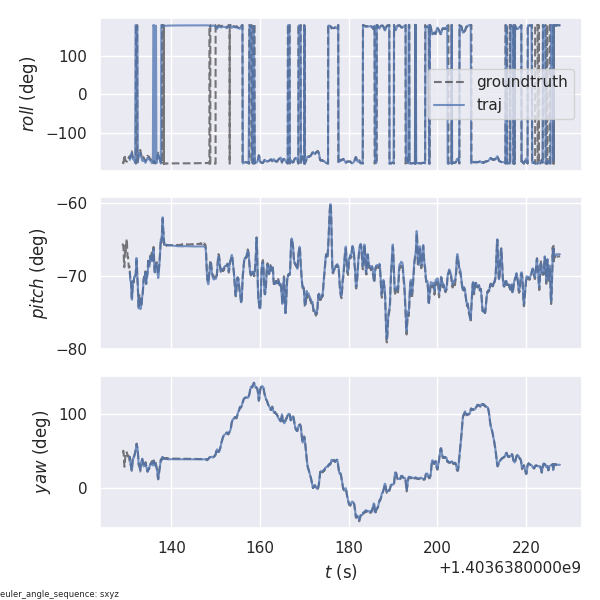 100
0
−100
roll (deg)
groundtruth
traj
−60
−70
−80
pitch (deg)
100
0
yaw (deg)
140 160 180 200 220
t (s)
+1.4036380000e9
euler_angle_sequence: sxyz